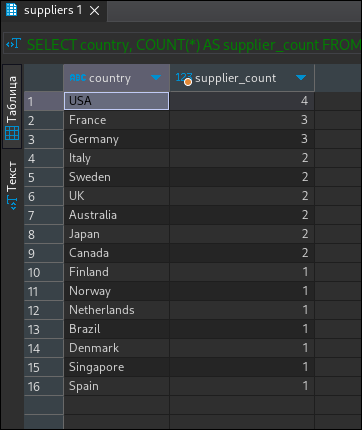 suppliers 1
SELECT country, COUNT(*) AS supplier_count FROM
Таблица
Текст
ABC country 123 supplier_count
1 USA 4
2 France 3
3 Germany 3
4 Italy 2
5 Sweden 2
6 UK 2
7 Australia 2
8 Japan 2
9 Canada 2
10 Finland 1
11 Norway 1
12 Netherlands 1
13 Brazil 1
14 Denmark 1
15 Singapore 1
16 Spain 1